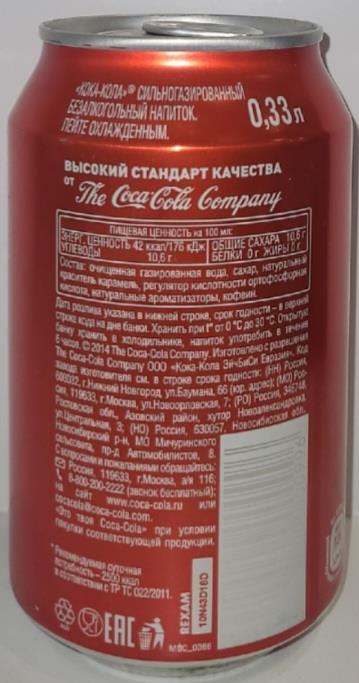 «КОКА-КОЛА»® СИЛЬНОГАЗИРОВАННЫЙ
БЕЗАЛКОГОЛЬНЫЙ НАПИТОК.
ПЕЙТЕ ОХЛАЖДЕННЫМ.
0,33л
ВЫСОКИЙ СТАНДАРТ КАЧЕСТВА
от The Coca-Cola Company
ПИЩЕВАЯ ЦЕННОСТЬ на 100 мл:
ЭНЕРГ. ЦЕННОСТЬ 42 ккал/176 кДж
УГЛЕВОДЫ 10,6 г
ОБЩИЕ САХАРА 10,6 г
БЕЛКИ 0 г ЖИРЫ 0 г
Состав: очищенная газированная вода, сахар, натуральный
краситель карамель, регулятор кислотности ортофосфорная
кислота, натуральные ароматизаторы, кофеин.
Дата розлива указана в нижней строке, срок годности – в верхней
строке кода на дне банки. Хранить при t° от 0 °С до 30 °С. Открытую
банку хранить в холодильнике, напиток употребить в течение
6 часов. © 2014 The Coca-Cola Company. Изготовлено с разрешения
The Coca-Cola Company ООО «Кока-Кола ЭйчБиСи Евразия». Код
завода изготовителя см. в строке срока годности: (НН) Россия,
603032, г.Нижний Новгород, ул.Баумана, 66 (юр. адрес); (МО) Рос-
сия, 119633, г.Москва, ул.Новоорловская, 7; (РО) Россия, 346748,
Ростовская обл., Азовский район, хутор Новоалександровка,
ул.Центральная, 3; (НО) Россия, 630057, Новосибирская обл.,
Новосибирский р-н, МО Мичуринского
сельсовета, пр-д Автомобилистов, 8.
С вопросами и пожеланиями обращайтесь:
Россия, 119633, г.Москва, а/я 116;
8-800-200-2222 (звонок бесплатный);
на сайт www.coca-cola.ru или
cocacola@coca-cola.com.
«Это твоя Coca-Cola» при условии
покупки соответствующей продукции.
* Рекомендуемая суточная
потребность – 2500 ккал
в соответствии с ТР ТС 022/2011.
EAC
REXAM
10N43D16D